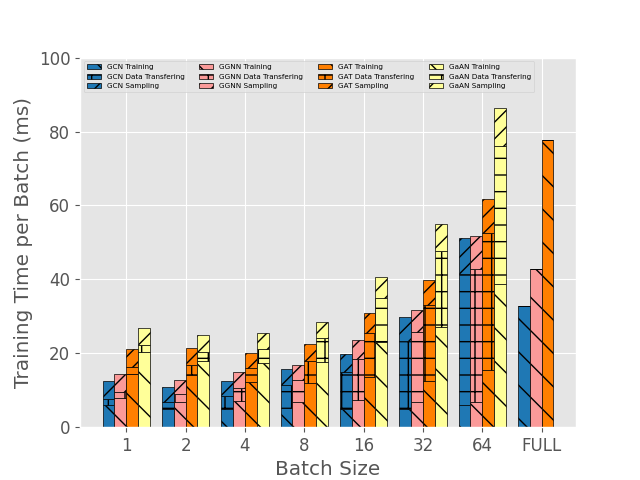 100
80
60
40
20
0
Training Time per Batch (ms)
GCN Training GGNN Training GAT Training GaAN Training
GCN Data Transfering GGNN Data Transfering GAT Data Transfering GaAN Data Transfering
GCN Sampling GGNN Sampling GAT Sampling GaAN Sampling
1 2 4 8 16 32 64 FULL
Batch Size